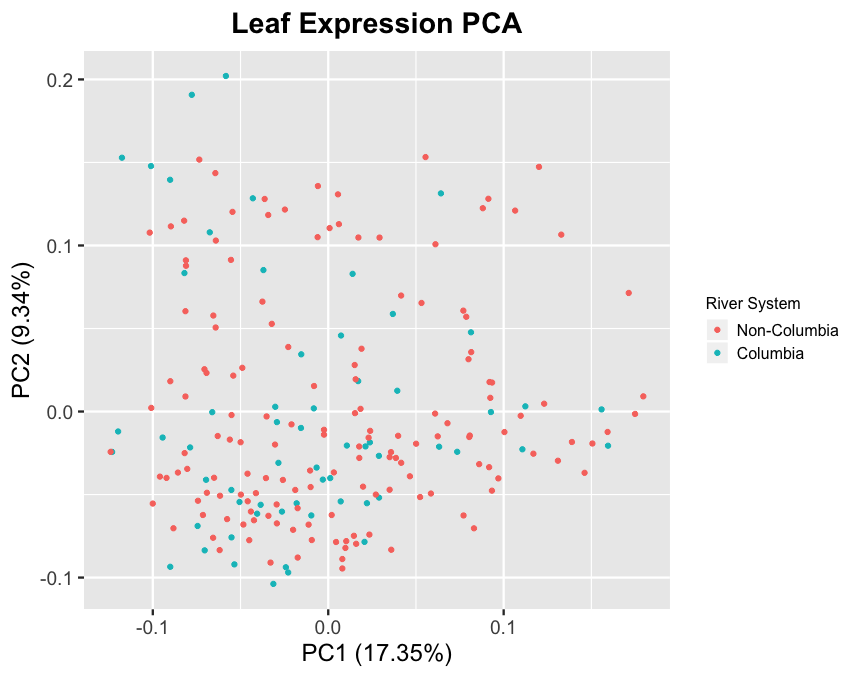 Leaf Expression PCA
PC2 (9.34%)
0.2
0.1
0.0
-0.1
-0.1
0.0
0.1
PC1 (17.35%)
River System
Non-Columbia
Columbia